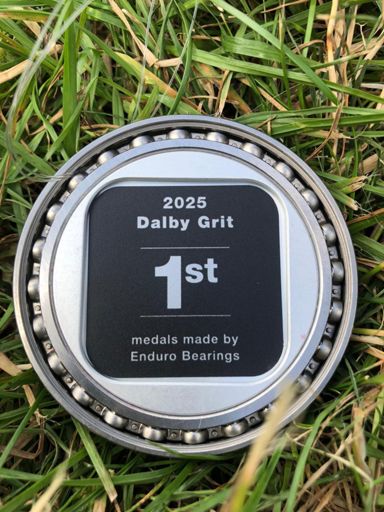 2025
Dalby Grit
1st
medals made by
Enduro Bearings